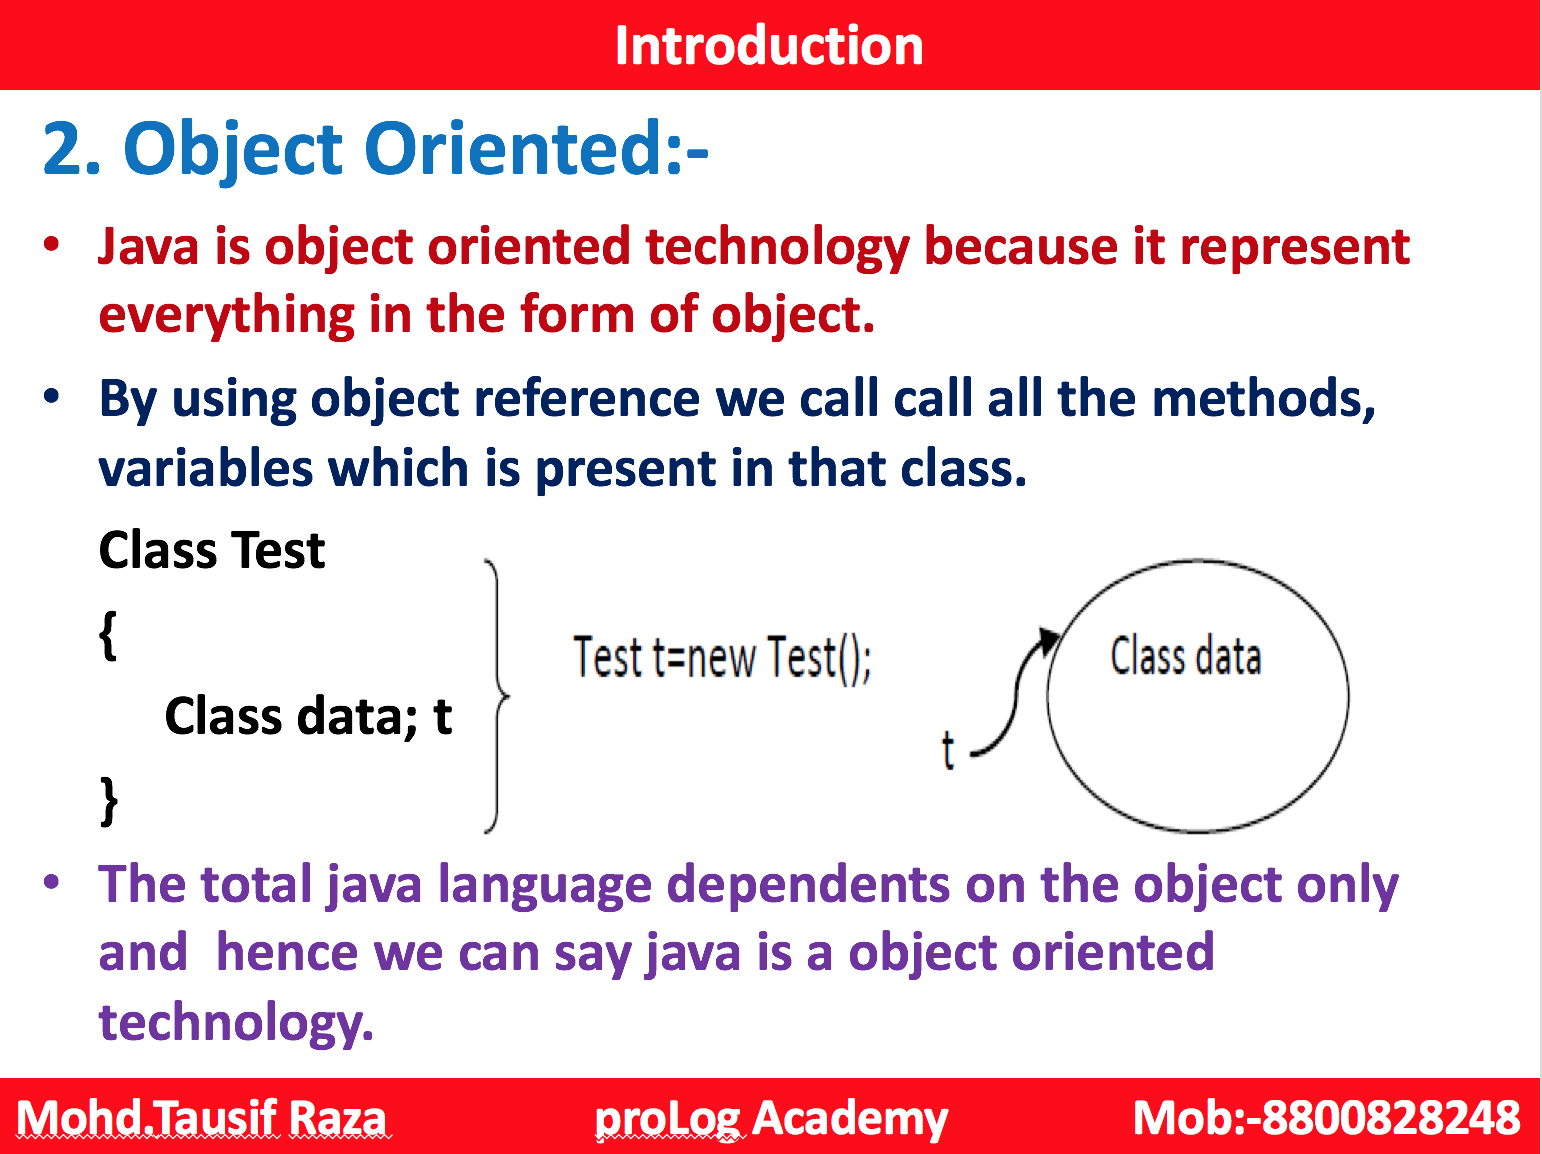 Introduction
2. Object Oriented:-
• Java is object oriented technology because it represent
everything in the form of object.
• By using object reference we call call all the methods,
variables which is present in that class.
Class Test
{
Class data; t
}
Test t=new Test();
t
Class data
• The total java language dependents on the object only
and  hence we can say java is a object oriented
technology.
Mohd.Tausif Raza proLog Academy Mob:-8800828248